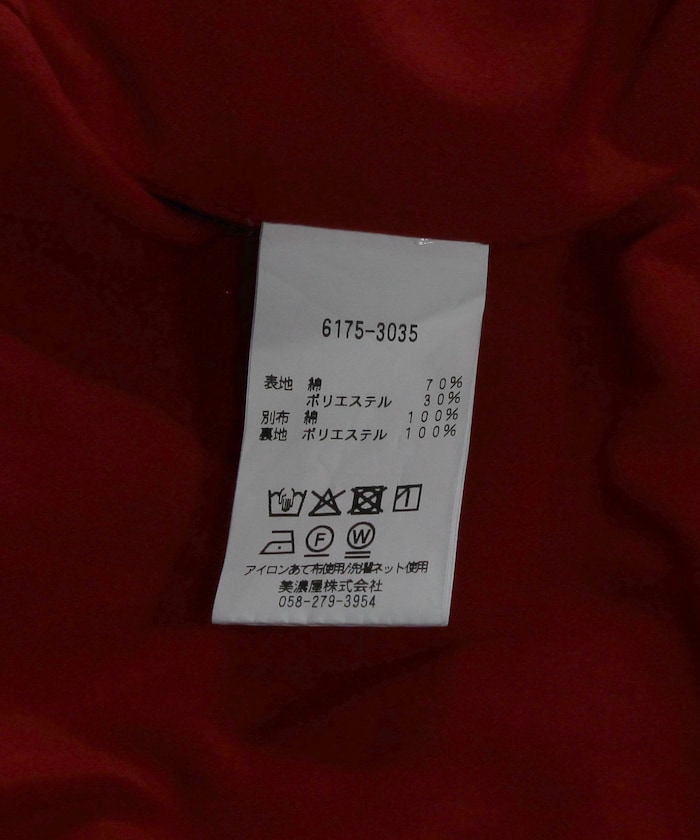 6175-3035
表地 綿 70%
ポリエステル 30%
別布 綿 100%
裏地 ポリエステル 100%
F W
アイロンあて布使用/洗濯ネット使用
美濃屋株式会社
058-279-3954